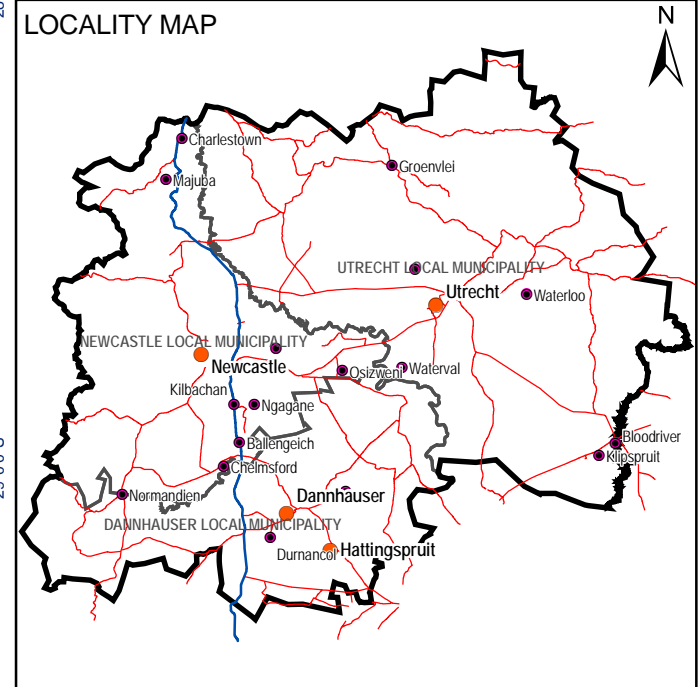 LOCALITY MAP
N
Charlestown
Majuba
Groenvlei
UTRECHT LOCAL MUNICIPALITY
Utrecht
Waterloo
NEWCASTLE LOCAL MUNICIPALITY
Newcastle
Osizweni
Waterval
Kilbachan
Ngagane
Ballengeich
Bloodriver
Klipspruit
Chelmsford
Normandien
Dannhauser
DANNHAUSER LOCAL MUNICIPALITY
Durnancol
Hattingspruit